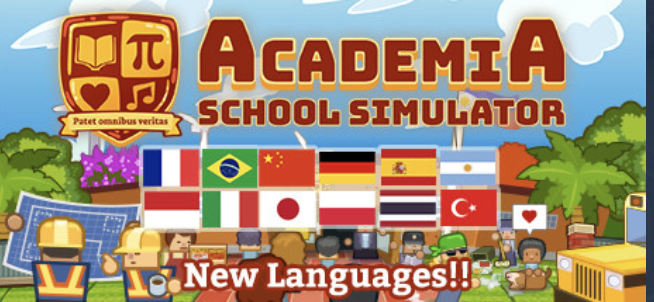 π
Patet omnibus veritas
ACADEMIA
SCHOOL SIMULATOR
New Languages!!